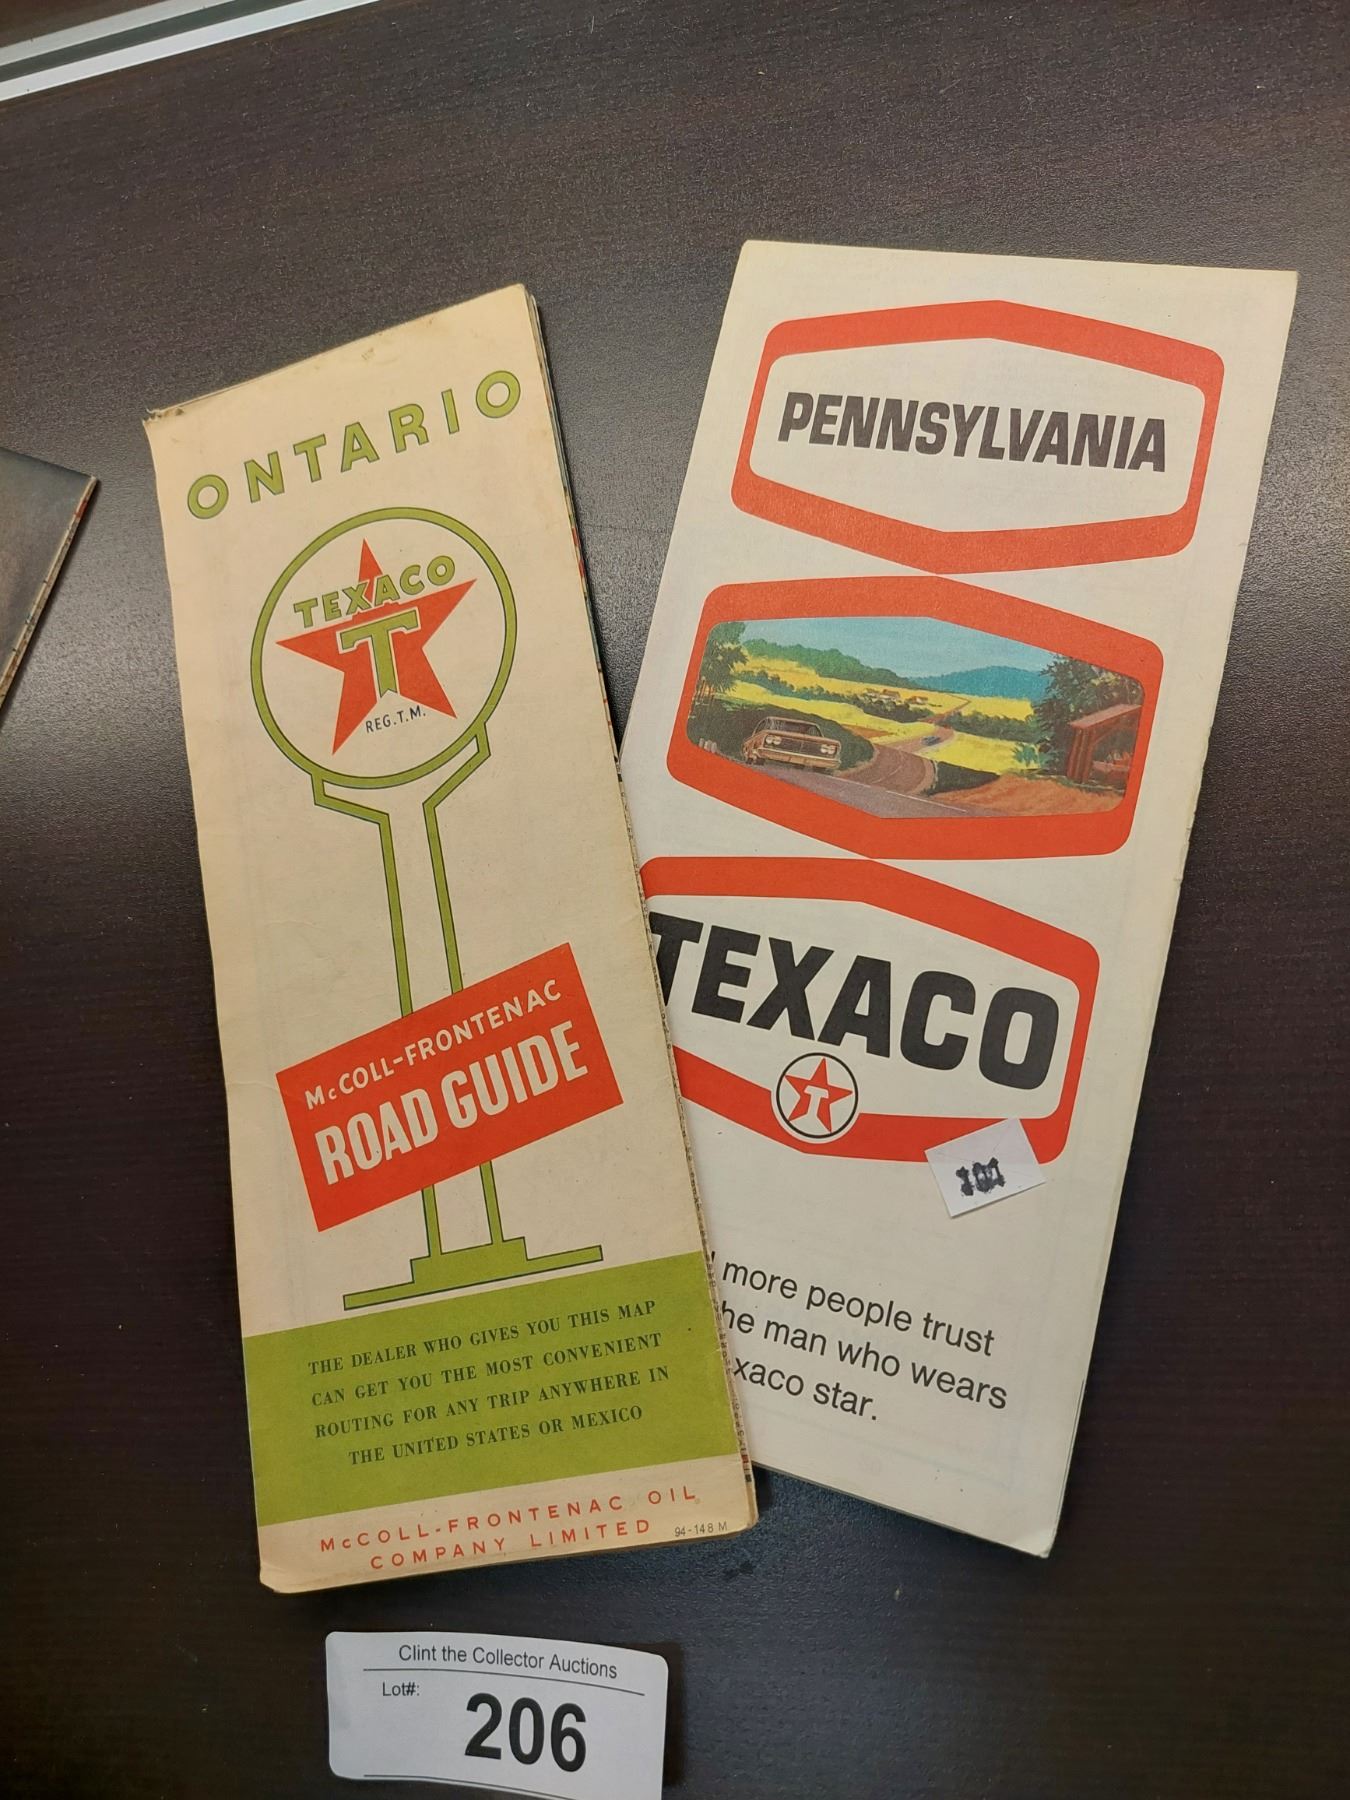 ONTARIO
TEXACO
T
REG. T.M.
McCOLL-FRONTENAC
ROAD GUIDE
THE DEALER WHO GIVES YOU THIS MAP
CAN GET YOU THE MOST CONVENIENT
ROUTING FOR ANY TRIP ANYWHERE IN
THE UNITED STATES OR MEXICO
McCOLL-FRONTENAC OIL
COMPANY LIMITED
94-148 M
PENNSYLVANIA
TEXACO
T
101
more people trust
he man who wears
xaco star.
Clint the Collector Auctions
Lot#:
206